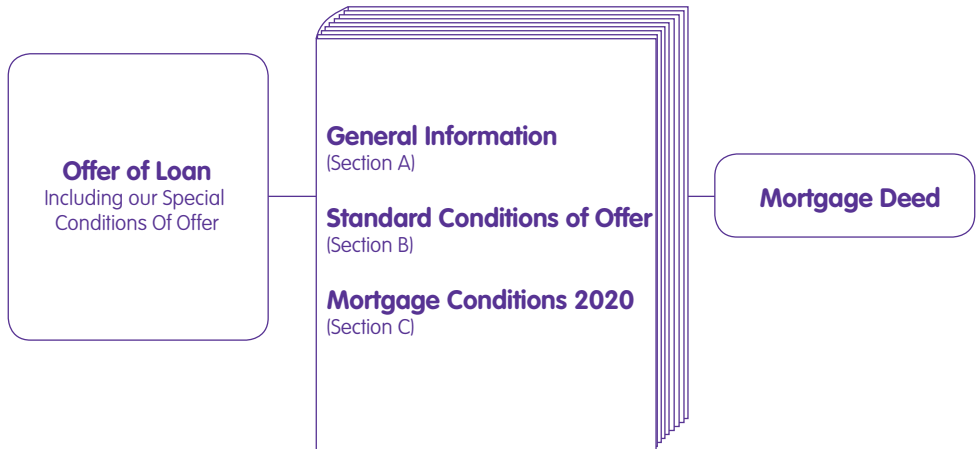 Offer of Loan
Including our Special
Conditions Of Offer
General Information
(Section A)
Standard Conditions of Offer
(Section B)
Mortgage Conditions 2020
(Section C)
Mortgage Deed